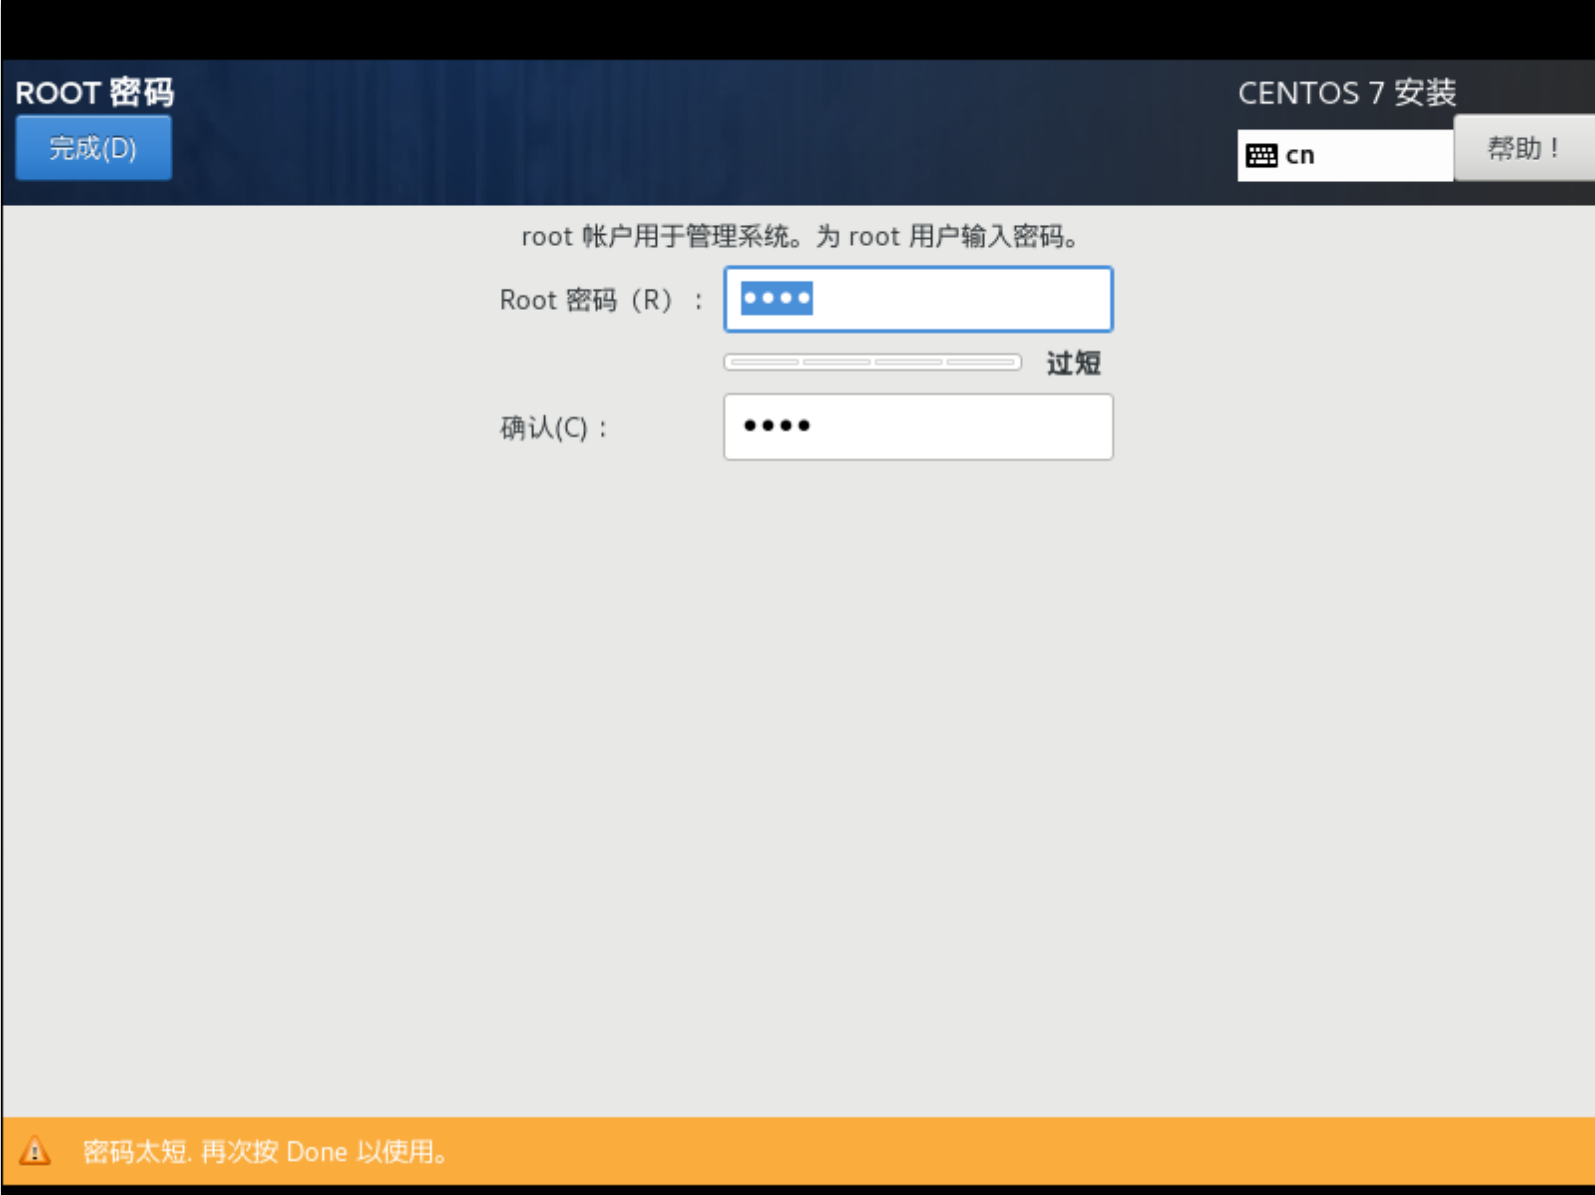 ROOT 密码
CENTOS 7 安装
完成(D)
cn
帮助！
root 帐户用于管理系统。为 root 用户输入密码。
Root 密码（R）：
••••
过短
确认(C)：
••••
密码太短. 再次按 Done 以使用。